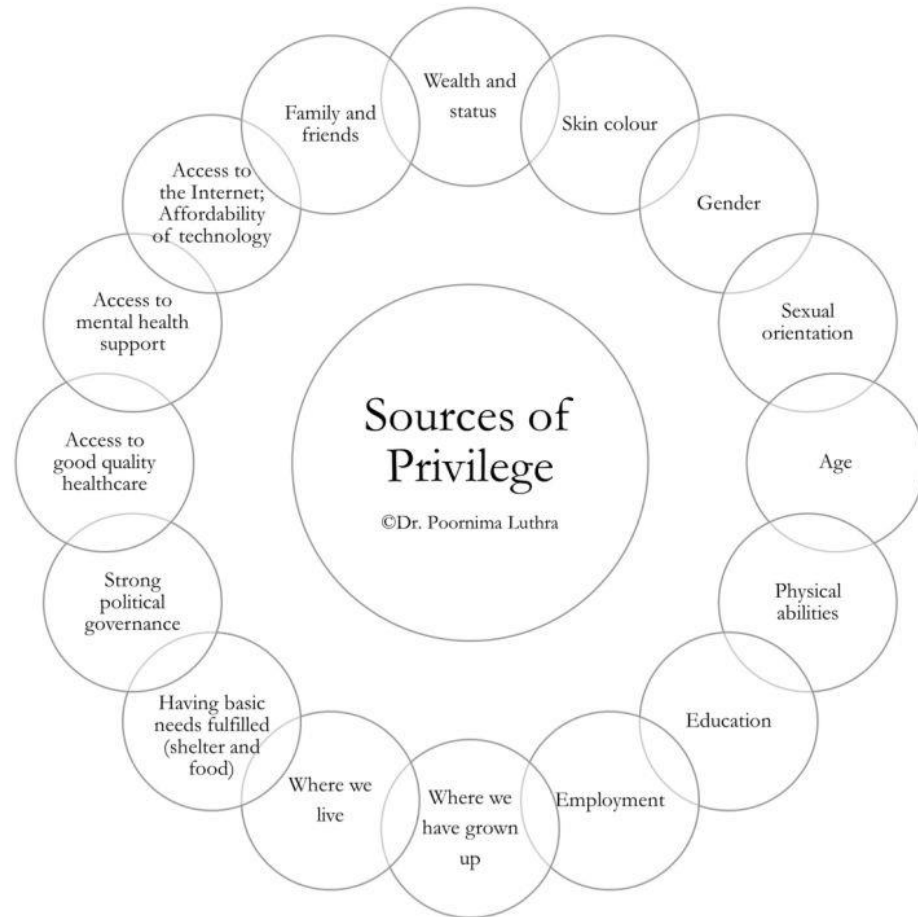 Sources of
Privilege
©Dr. Poornima Luthra
Wealth and
status
Skin colour
Gender
Sexual
orientation
Age
Physical
abilities
Education
Employment
Where we
have grown
up
Where we
live
Having basic
needs fulfilled
(shelter and
food)
Strong
political
governance
Access to
good quality
healthcare
Access to
mental health
support
Access to
the Internet;
Affordability
of technology
Family and
friends